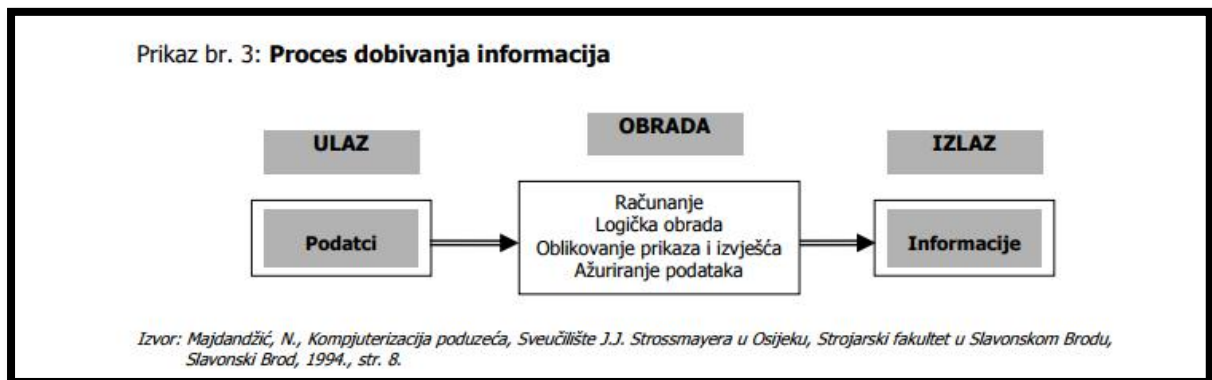 Prikaz br. 3: Proces dobivanja informacija
ULAZ
OBRADA
IZLAZ
Podatci
Računanje
Logička obrada
Oblikovanje prikaza i izvješća
Ažuriranje podataka
Informacije
Izvor: Majdandžić, N., Kompjuterizacija poduzeća, Sveučilište J.J. Strossmayera u Osijeku, Strojarski fakultet u Slavonskom Brodu,
Slavonski Brod, 1994., str. 8.